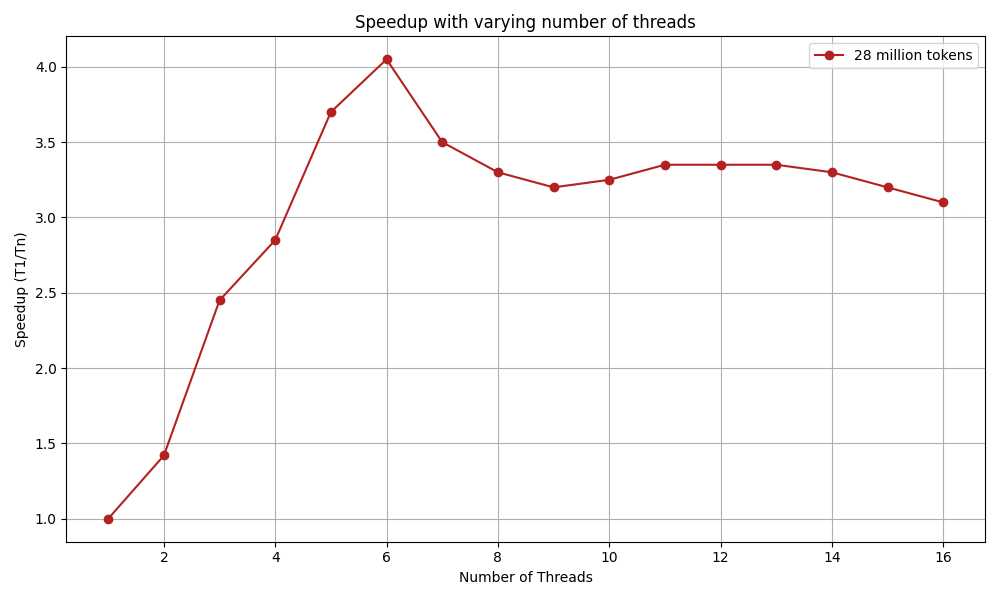 Speedup with varying number of threads
28 million tokens
Speedup (T1/Tn)
4.0
3.5
3.0
2.5
2.0
1.5
1.0
2 4 6 8 10 12 14 16
Number of Threads